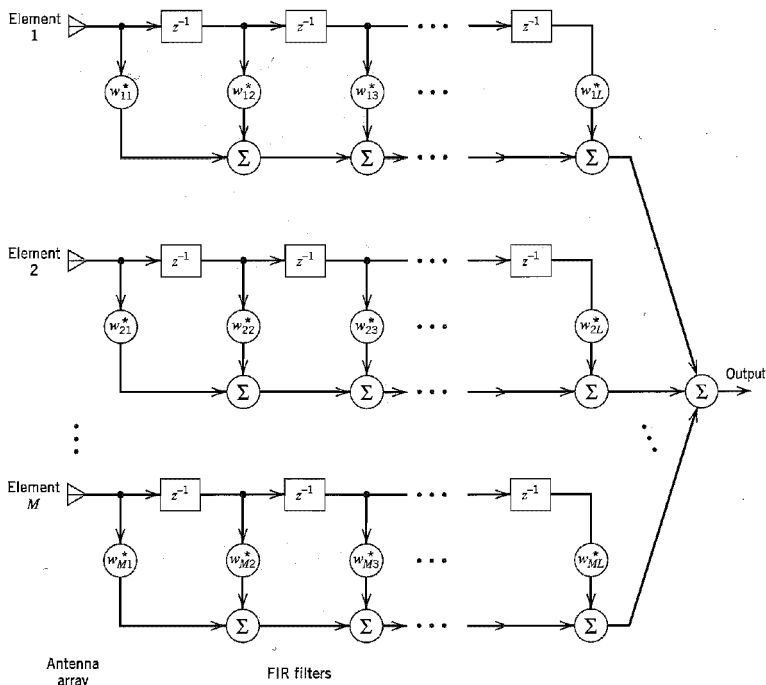 Element
1
z⁻¹ z⁻¹ • • • z⁻¹
w*₁₁ w*₁₂ w*₁₃ • • • w*₁L
Σ Σ • • • Σ
Element
2
z⁻¹ z⁻¹ • • • z⁻¹
w*₂₁ w*₂₂ w*₂₃ • • • w*₂L
Σ Σ • • • Σ
Σ Output
Element
M
z⁻¹ z⁻¹ • • • z⁻¹
w*M1 w*M2 w*M3 • • • w*ML
Σ Σ • • • Σ
Antenna
array
FIR filters